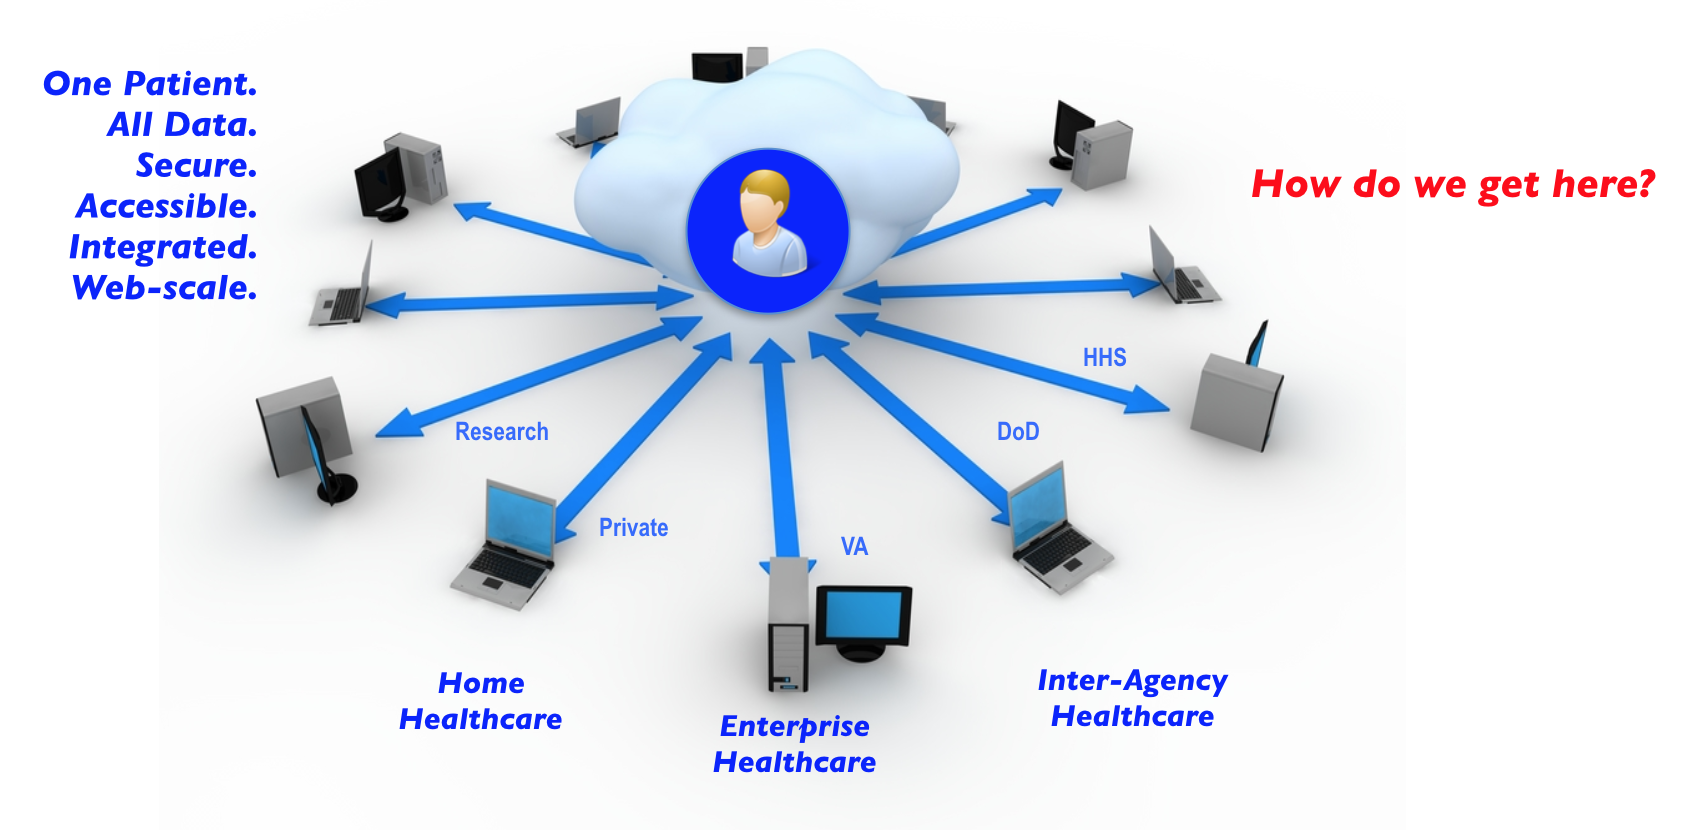 One Patient.
All Data.
Secure.
Accessible.
Integrated.
Web-scale.
How do we get here?
HHS
Research
DoD
Private
VA
Home
Healthcare
Enterprise
Healthcare
Inter-Agency
Healthcare